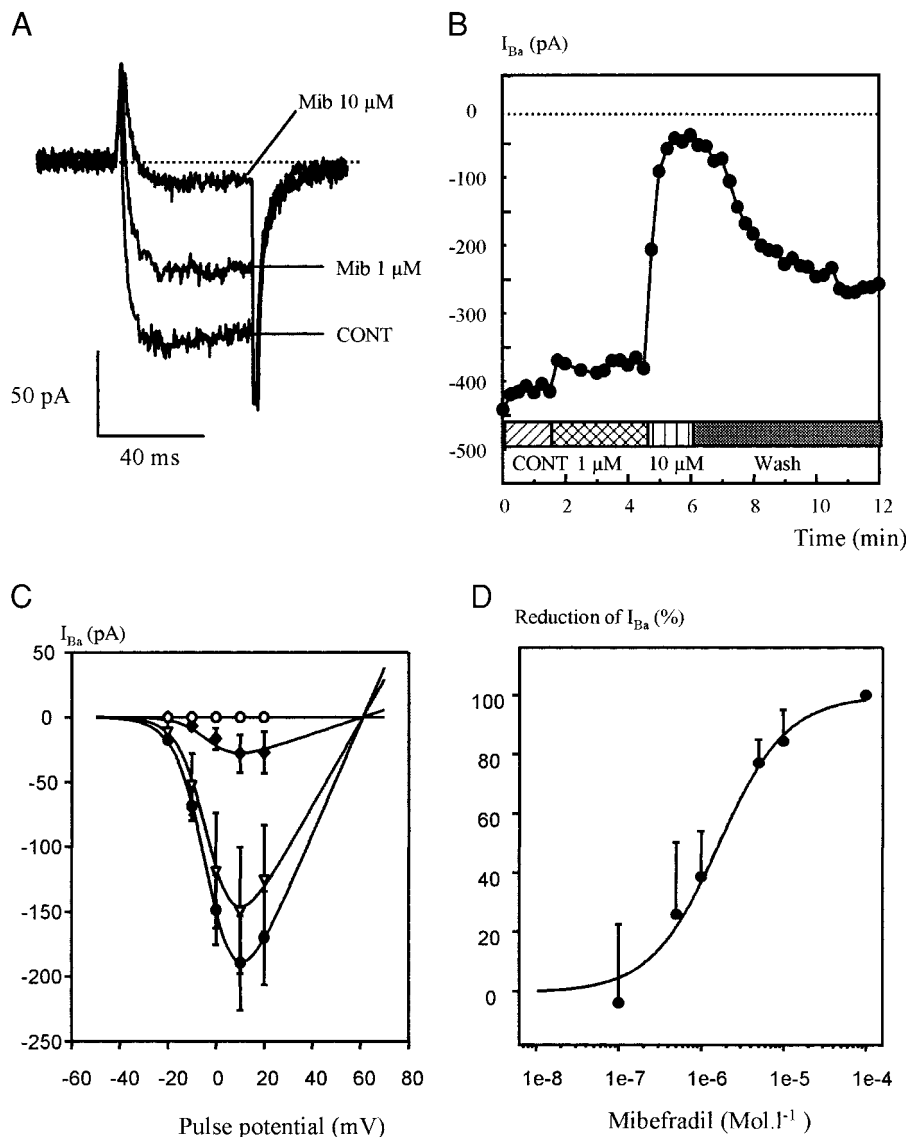 A
Mib 10 µM
Mib 1 µM
CONT
50 pA
40 ms
B
I_Ba (pA)
0
-100
-200
-300
-400
-500
CONT 1 µM 10 µM Wash
0 2 4 6 8 10 12
Time (min)
C
I_Ba (pA)
50
0
-50
-100
-150
-200
-250
-60 -40 -20 0 20 40 60 80
Pulse potential (mV)
D
Reduction of I_Ba (%)
100
80
60
40
20
0
1e-8 1e-7 1e-6 1e-5 1e-4
Mibefradil (Mol.l⁻¹)